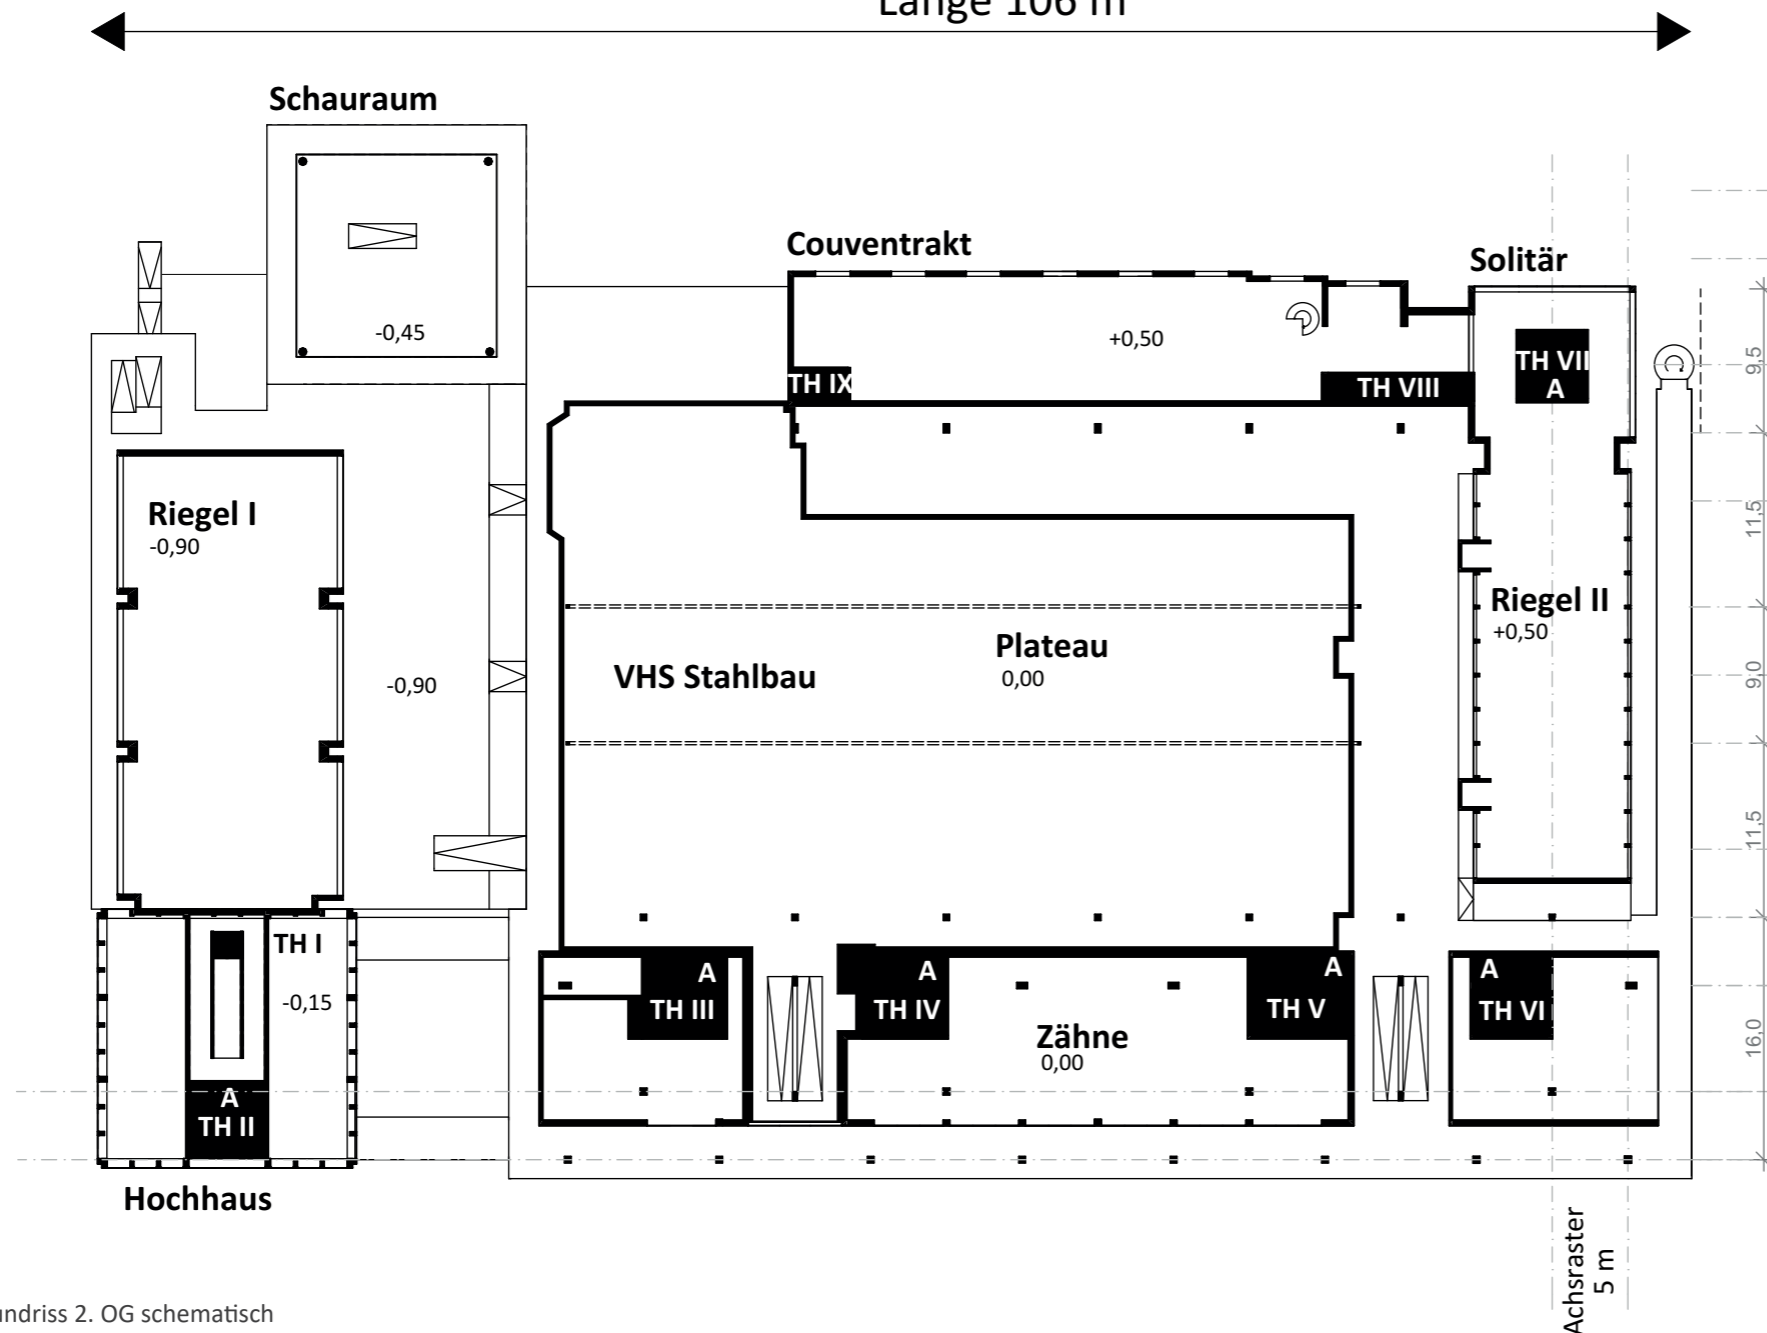 Länge 106 m
Schauraum
-0,45
Couventrakt
+0,50
Solitär
TH IX
TH VIII
TH VII
A
9,5
Riegel I
-0,90
11,5
Riegel II
+0,50
Plateau
0,00
VHS Stahlbau
-0,90
9,0
11,5
TH I
-0,15
A
TH III
A
TH IV
A
TH V
A
TH VI
Zähne
0,00
16,0
A
TH II
Hochhaus
Achsraster
5 m
undriss 2. OG schematisch